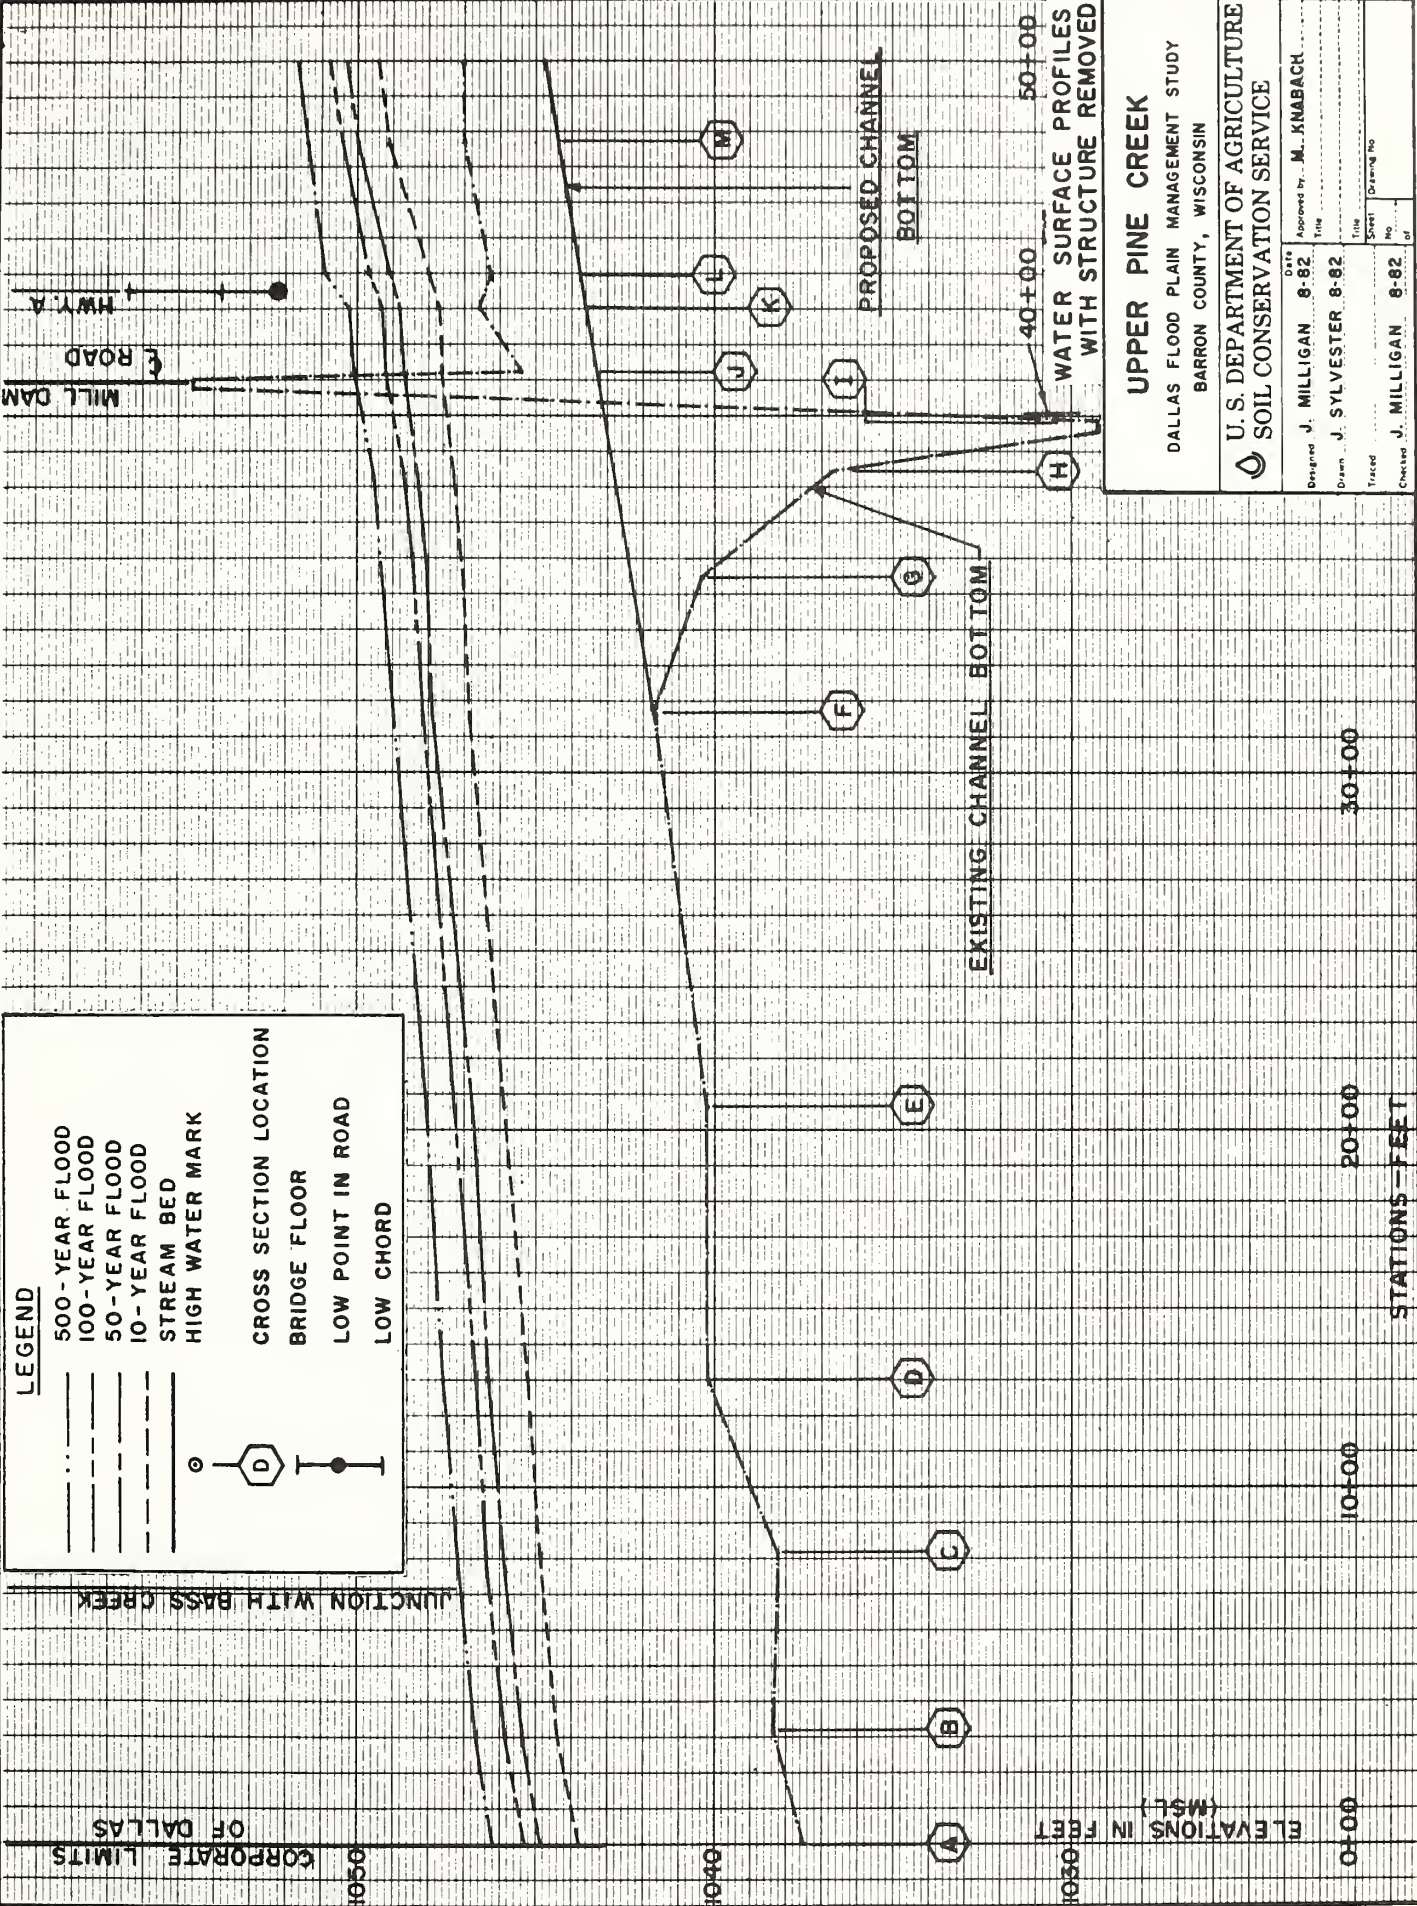 LEGEND
500-YEAR FLOOD
100-YEAR FLOOD
50-YEAR FLOOD
10-YEAR FLOOD
STREAM BED
HIGH WATER MARK
D
CROSS SECTION LOCATION
BRIDGE FLOOR
LOW POINT IN ROAD
LOW CHORD
CORPORATE LIMITS
OF DALLAS
JUNCTION WITH BASS CREEK
MILL DAM
℄ ROAD
HWY. A
1050
1040
1030
ELEVATIONS IN FEET
(MSL)
A
B
C
D
E
F
G
H
I
J
K
L
M
EXISTING CHANNEL BOTTOM
PROPOSED CHANNEL
BOTTOM
0+00
10+00
20+00
30+00
40+00
50+00
STATIONS-FEET
WATER SURFACE PROFILES
WITH STRUCTURE REMOVED
UPPER PINE CREEK
DALLAS FLOOD PLAIN MANAGEMENT STUDY
BARRON COUNTY, WISCONSIN
U. S. DEPARTMENT OF AGRICULTURE
SOIL CONSERVATION SERVICE
Date
Designed J. MILLIGAN 8-82
Drawn J. SYLVESTER 8-82
Traced
Checked J. MILLIGAN 8-82
Approved by M. KNABACH
Title
Title
Sheet
No.
of
Drawing No